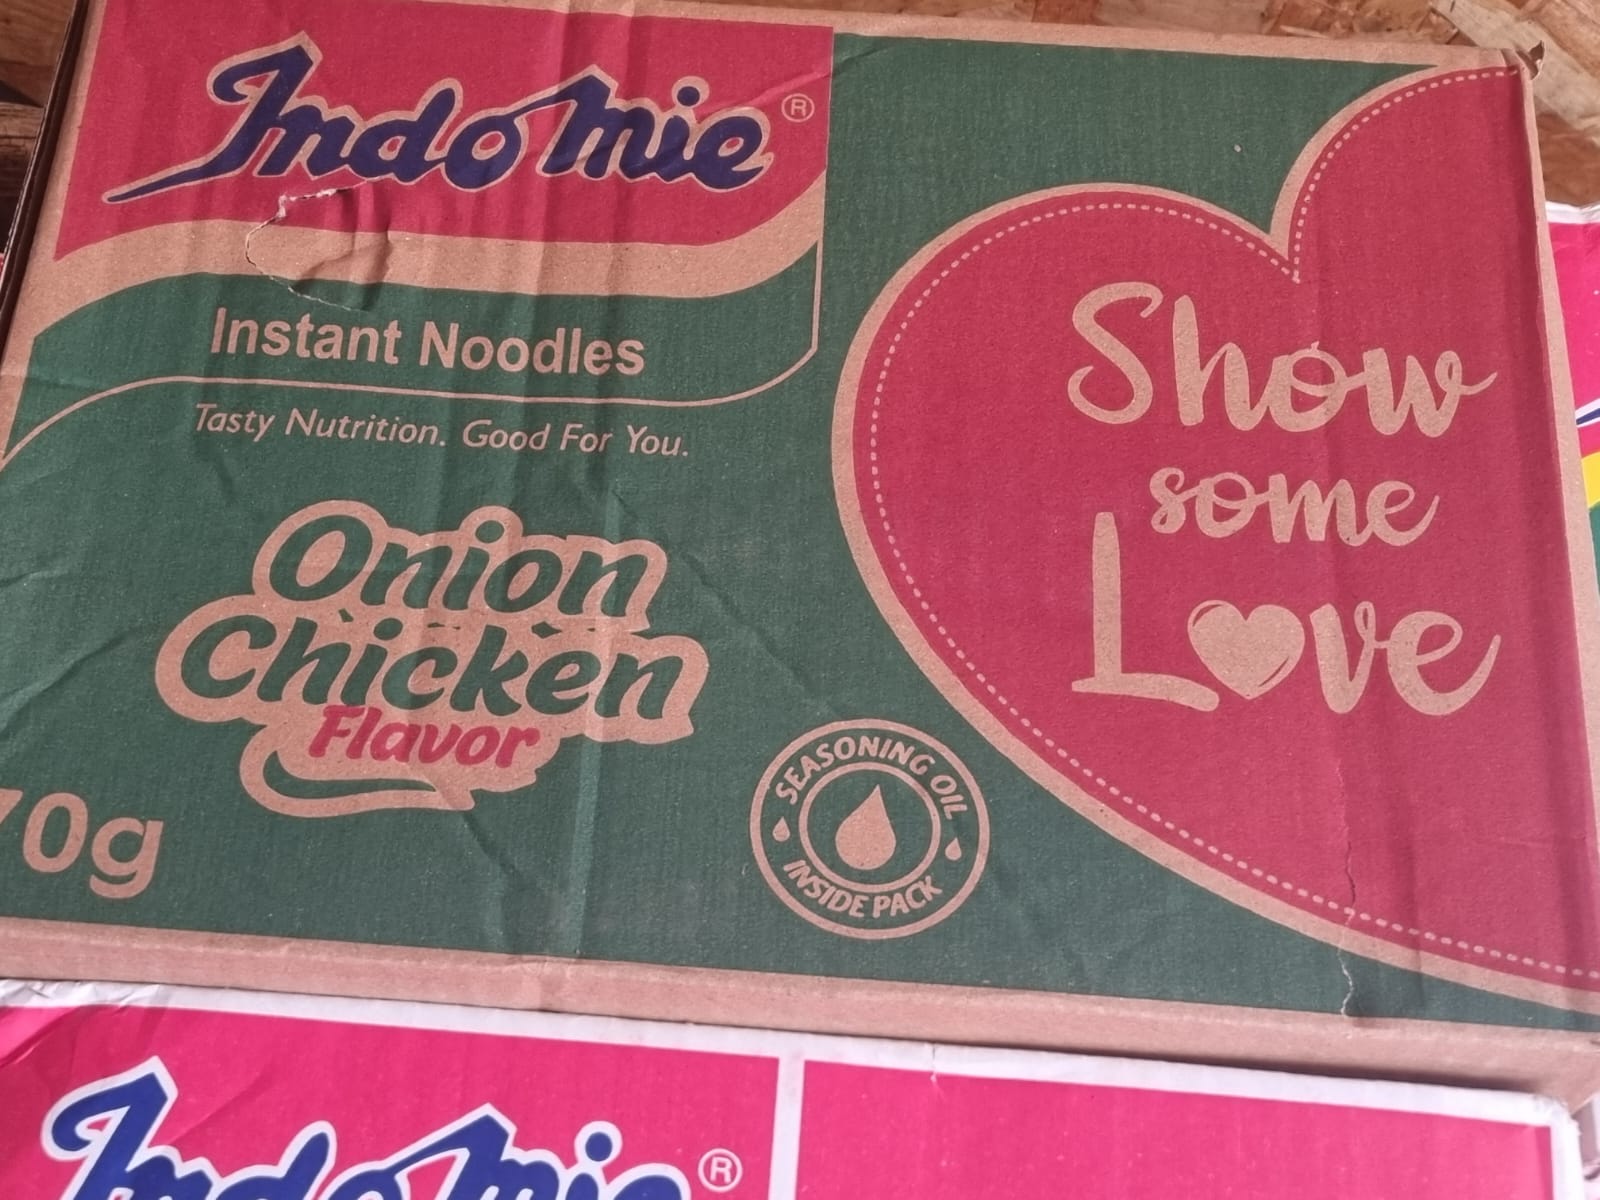 Indomie®
Instant Noodles
Tasty Nutrition. Good For You.
Onion
Chicken
Flavor
70g
SEASONING OIL
INSIDE PACK
Show
some
Love
Indomie®